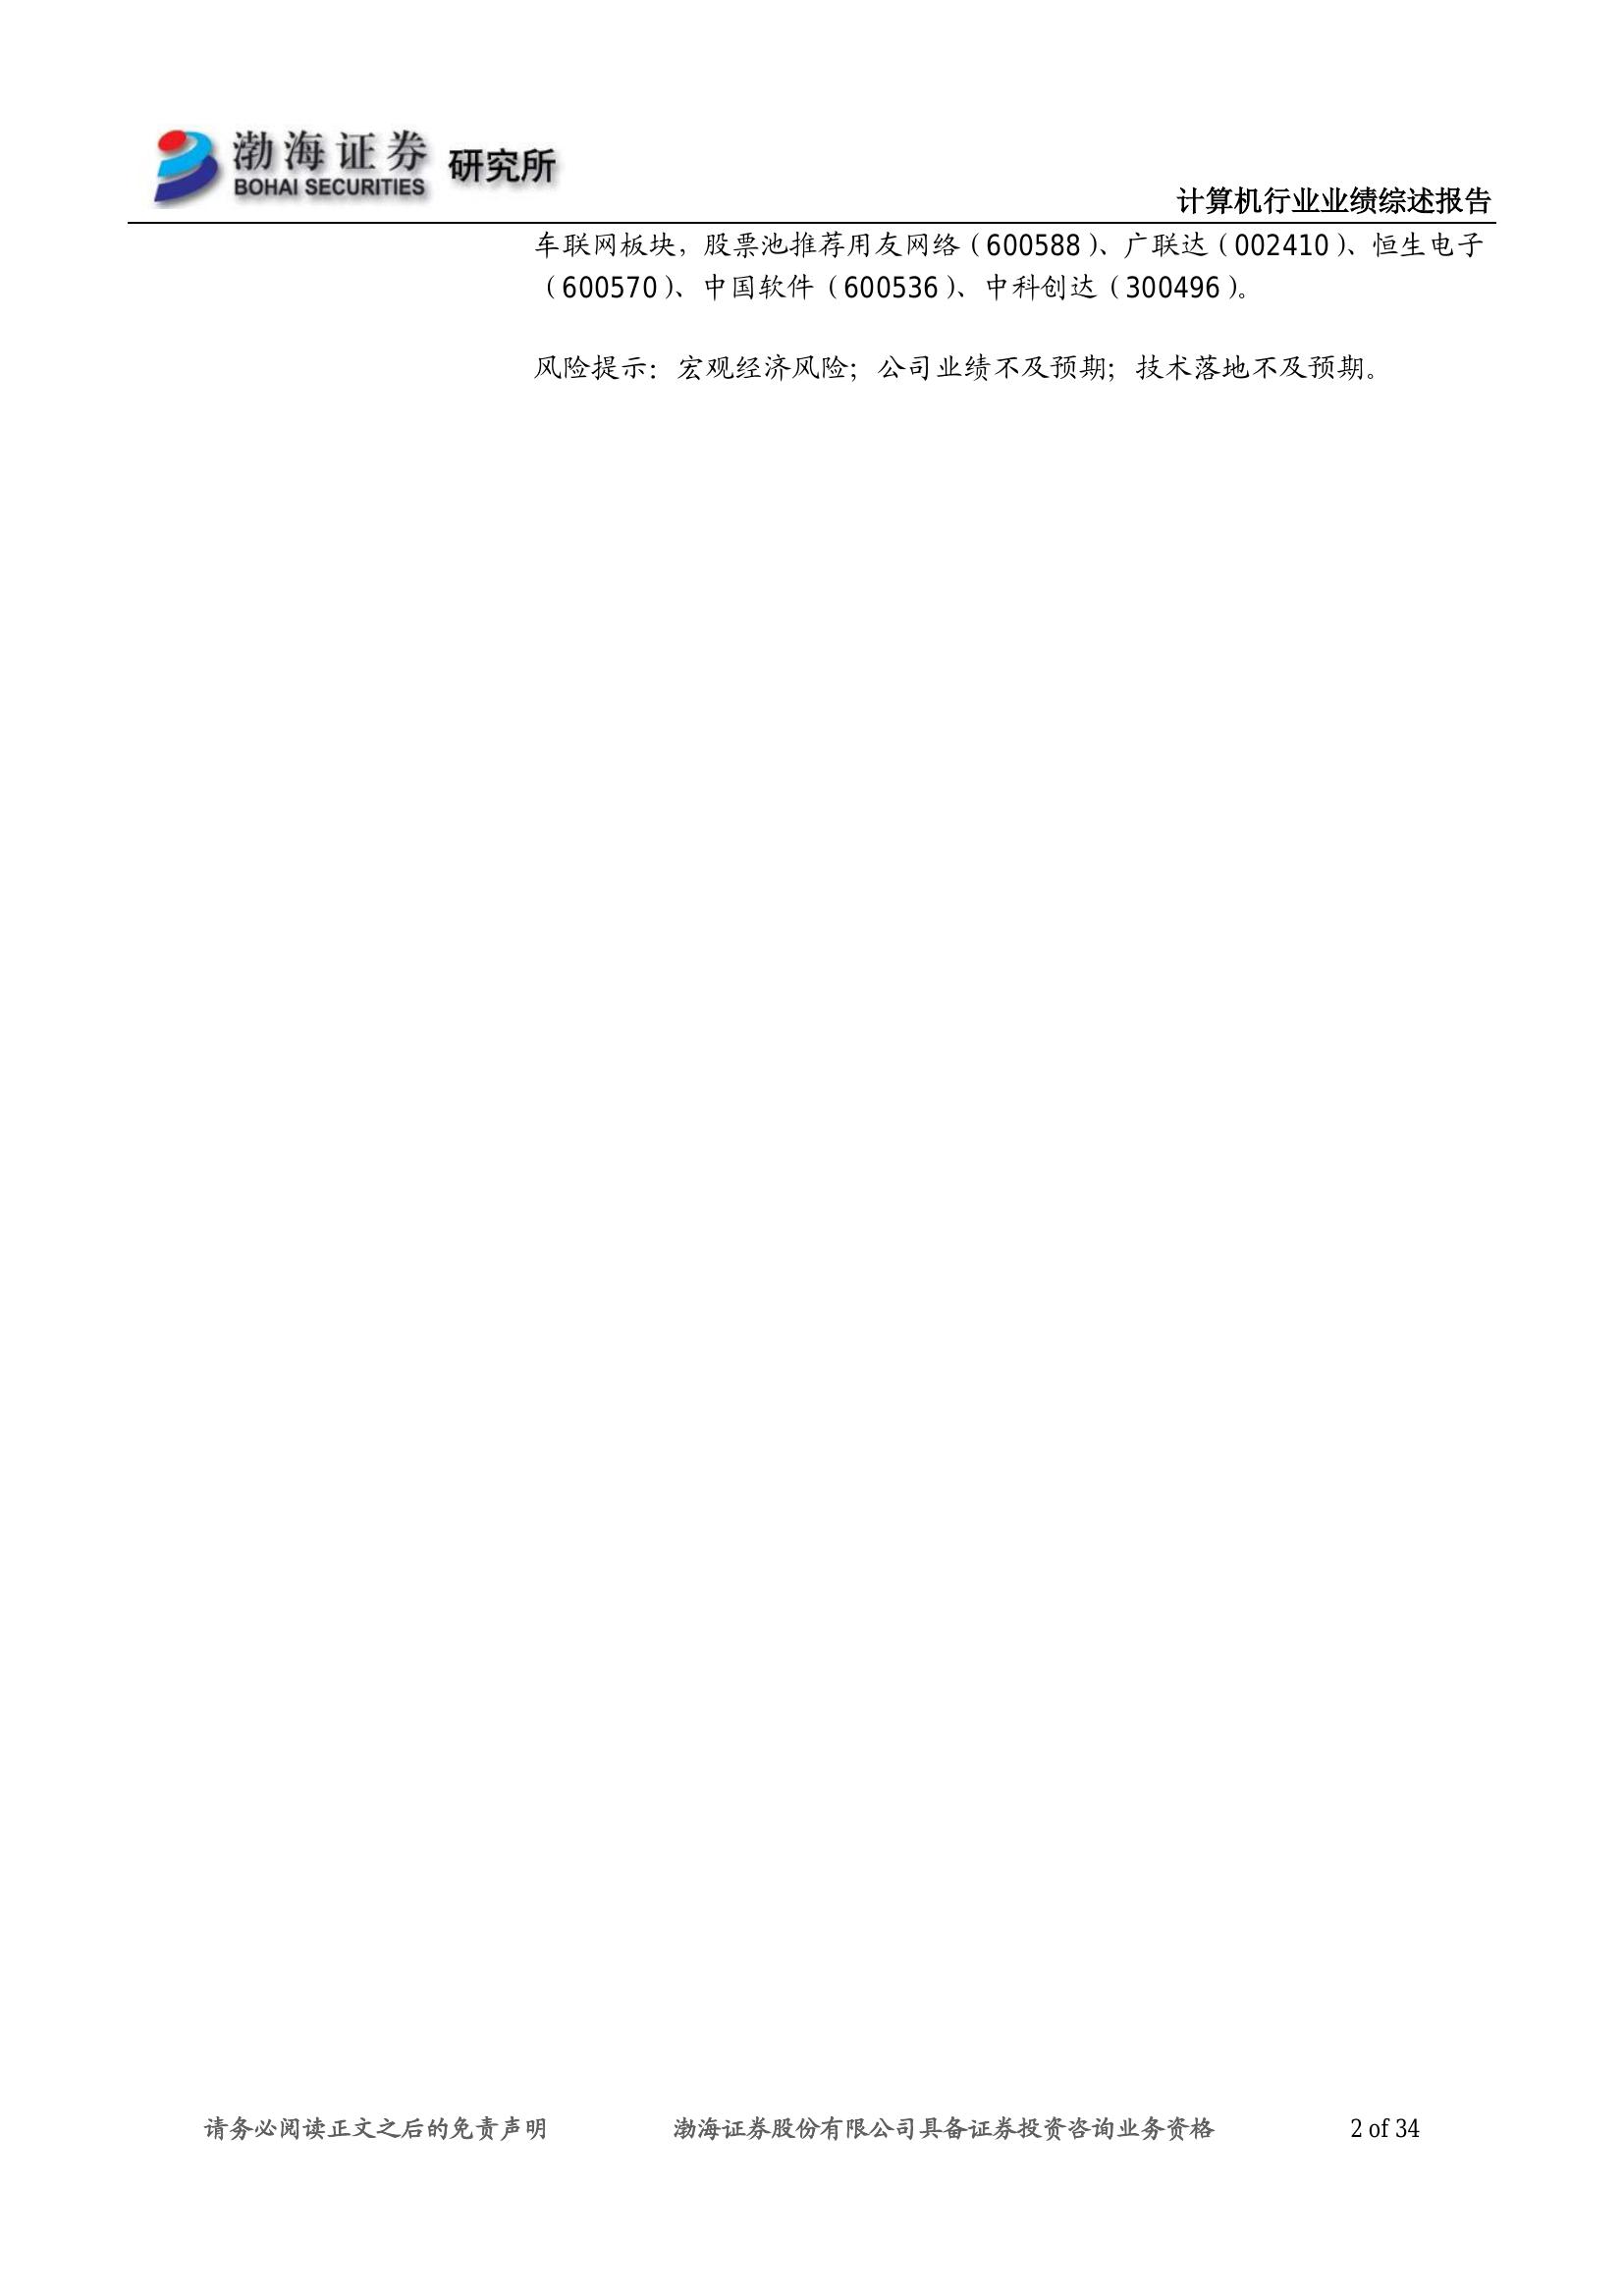 渤海证券 研究所
BOHAI SECURITIES
计算机行业业绩综述报告
车联网板块，股票池推荐用友网络（600588）、广联达（002410）、恒生电子
（600570）、中国软件（600536）、中科创达（300496）。
风险提示：宏观经济风险；公司业绩不及预期；技术落地不及预期。
请务必阅读正文之后的免责声明 渤海证券股份有限公司具备证券投资咨询业务资格 2 of 34